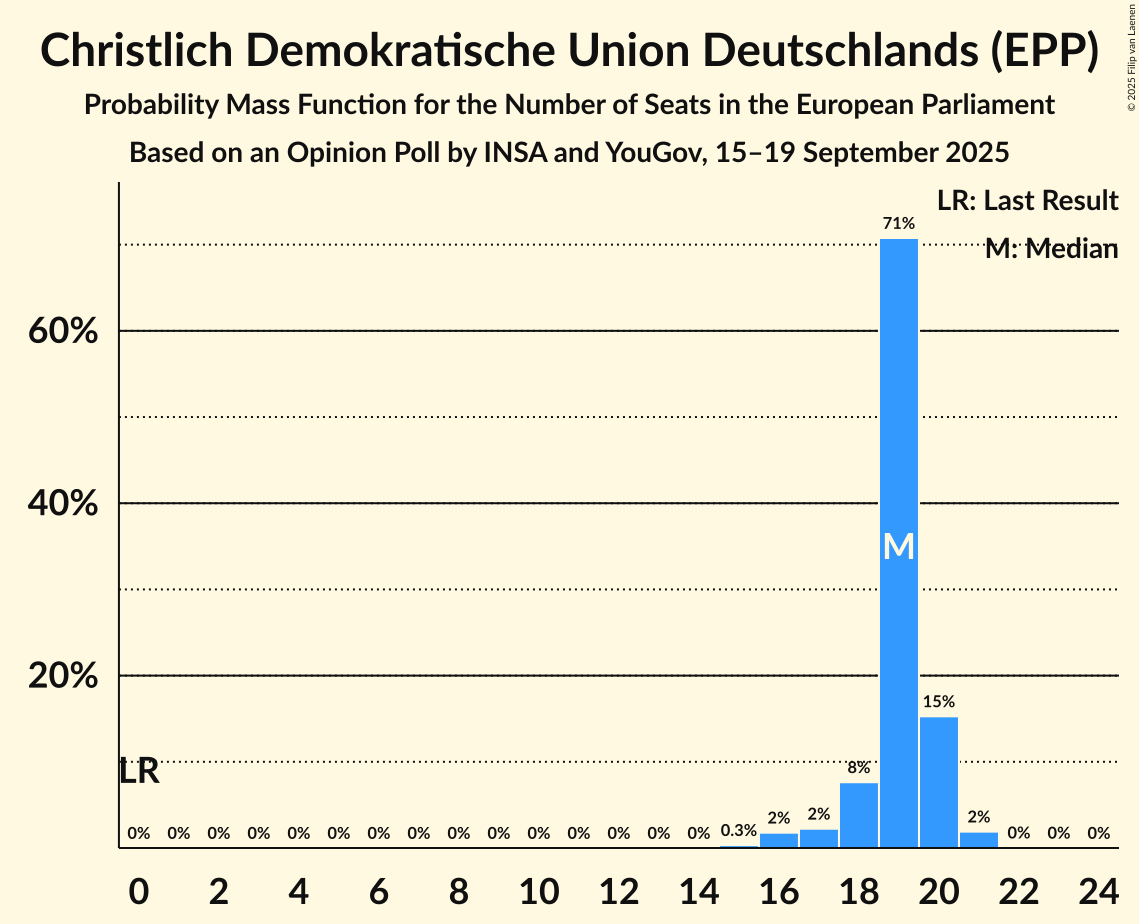 Christlich Demokratische Union Deutschlands (EPP)
Probability Mass Function for the Number of Seats in the European Parliament
Based on an Opinion Poll by INSA and YouGov, 15–19 September 2025
© 2025 Filip van Laenen
LR: Last Result
M: Median
71%
60%
40%
M
20%
15%
LR
8%
0% 0% 0% 0% 0% 0% 0% 0% 0% 0% 0% 0% 0% 0% 0% 0.3% 2% 2% 2% 0% 0% 0%
0 2 4 6 8 10 12 14 16 18 20 22 24